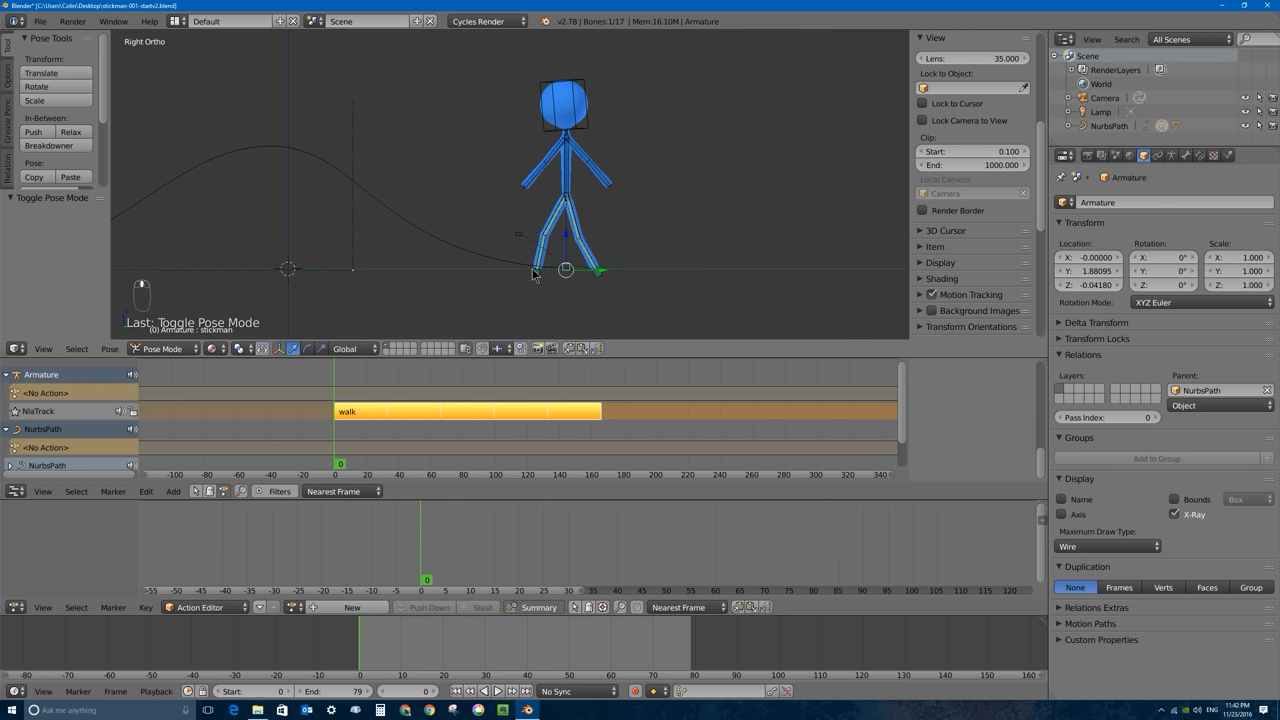 Blender* [C:\Users\Colin\Desktop\stickman-001-startv2.blend]
File Render Window Help Default Scene Cycles Render v2.78 | Bones:1/17 | Mem:16.10M | Armature
Tool
Option
Grease Penc
Relation
Pose Tools
Transform:
Translate
Rotate
Scale
In-Between:
Push Relax
Breakdowner
Pose:
Copy Paste
Toggle Pose Mode
Right Ortho
Last: Toggle Pose Mode
(0) Armature : stickman
View
Lens: 35.000
Lock to Object:
Lock to Cursor
Lock Camera to View
Clip:
Start: 0.100
End: 1000.000
Local Camera:
Camera
Render Border
3D Cursor
Item
Display
Shading
Motion Tracking
Background Images
Transform Orientations
View Search All Scenes
Scene
RenderLayers
World
Camera
Lamp
NurbsPath
Armature
Armature
Transform
Location: Rotation: Scale:
X: -0.00000 X: 0° X: 1.000
Y: 1.88095 Y: 0° Y: 1.000
Z: -0.04180 Z: 0° Z: 1.000
Rotation Mode: XYZ Euler
Delta Transform
Transform Locks
Relations
Layers: Parent:
NurbsPath
Object
Pass Index: 0
Groups
Add to Group
Display
Name Bounds Box
Axis X-Ray
Maximum Draw Type:
Wire
Duplication
None Frames Verts Faces Group
Relations Extras
Motion Paths
Custom Properties
View Select Pose Pose Mode Global
Armature
<No Action>
NlaTrack walk
NurbsPath
<No Action>
NurbsPath 0
-100 -80 -60 -40 -20 0 20 40 60 80 100 120 140 160 180 200 220 240 260 280 300 320 340
View Select Marker Edit Add Filters Nearest Frame
0
-55 -50 -45 -40 -35 -30 -25 -20 -15 -10 -5 0 5 10 15 20 25 30 35 40 45 50 55 60 65 70 75 80 85 90 95 100 105 110 115 120
View Select Marker Key Action Editor New Push Down Stash Summary Nearest Frame
-80 -70 -60 -50 -40 -30 -20 -10 0 10 20 30 40 50 60 70 80 90 100 110 120 130 140 150 160
View Marker Frame Playback Start: 0 End: 79 0 No Sync
Ask me anything
11:42 PM
11/23/2016